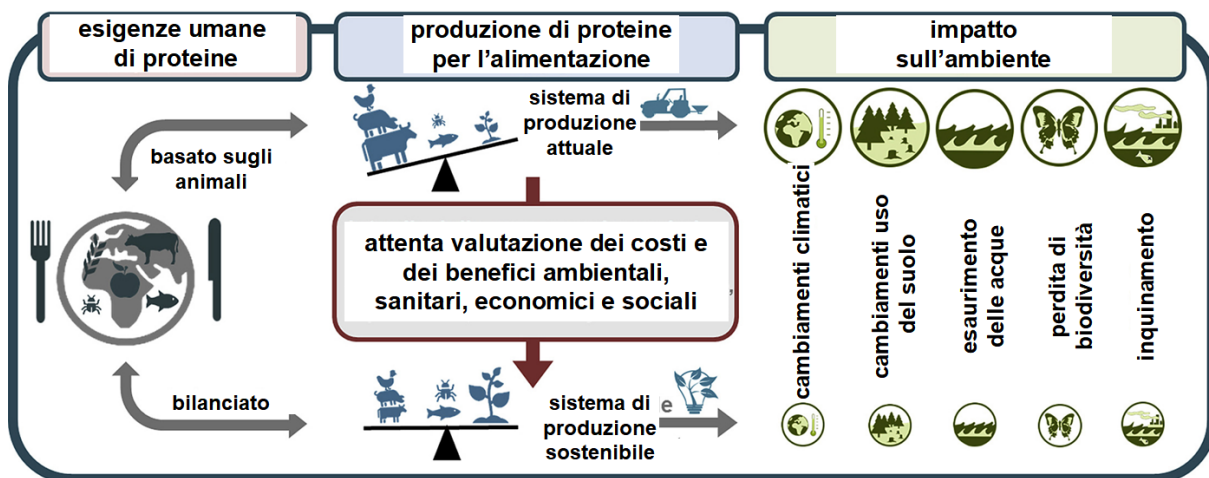 esigenze umane
di proteine
produzione di proteine
per l’alimentazione
impatto
sull’ambiente
basato sugli
animali
sistema di
produzione
attuale
attenta valutazione dei costi e
dei benefici ambientali,
sanitari, economici e sociali ,
bilanciato
sistema di
produzione
sostenibile
e
cambiamenti climatici
cambiamenti uso
del suolo
esaurimento
delle acque
perdita di
biodiversità
inquinamento